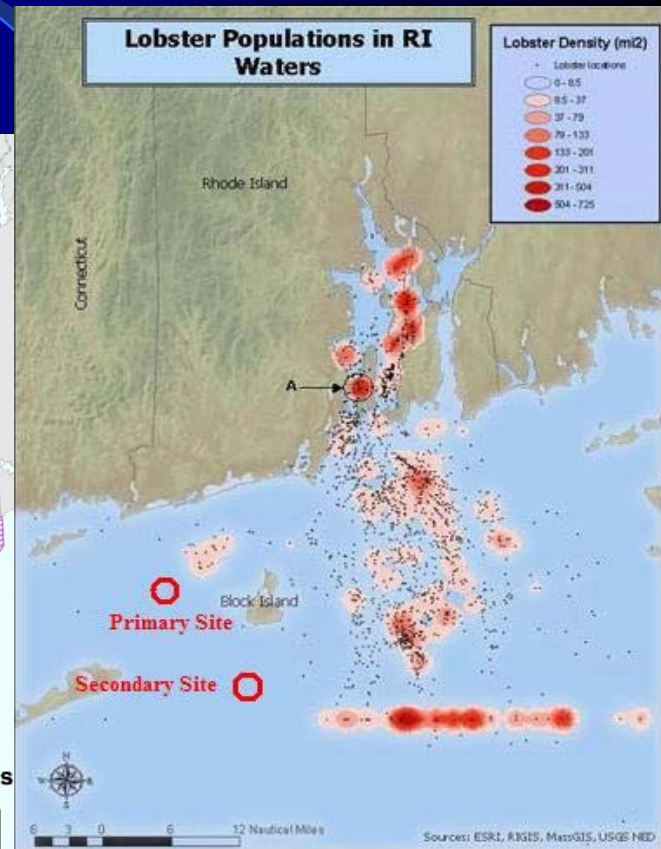 Lobster Populations in RI
Waters
Lobster Density (mi2)
Lobster locations
0 - 8.5
8.5 - 37
37 - 79
79 - 133
133 - 201
201 - 311
311 - 504
504 - 725
Rhode Island
Connecticut
A
Block Island
Primary Site
Secondary Site
s
N
W
S
6 3 0 6 12 Nautical Miles
Sources: ESRI, RIGIS, MassGIS, USGS NED